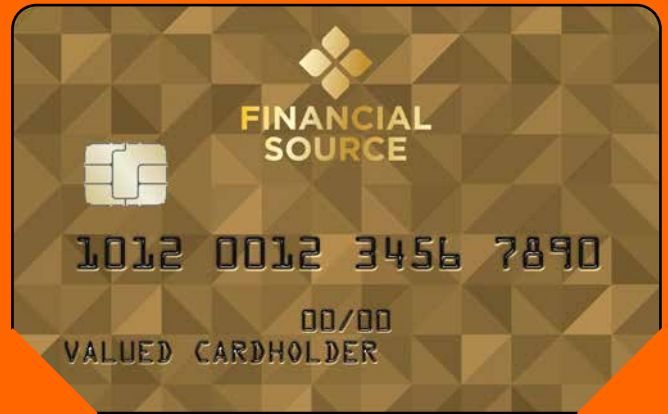 FINANCIAL
SOURCE
1012 0012 3456 7890
00/00
VALUED CARDHOLDER